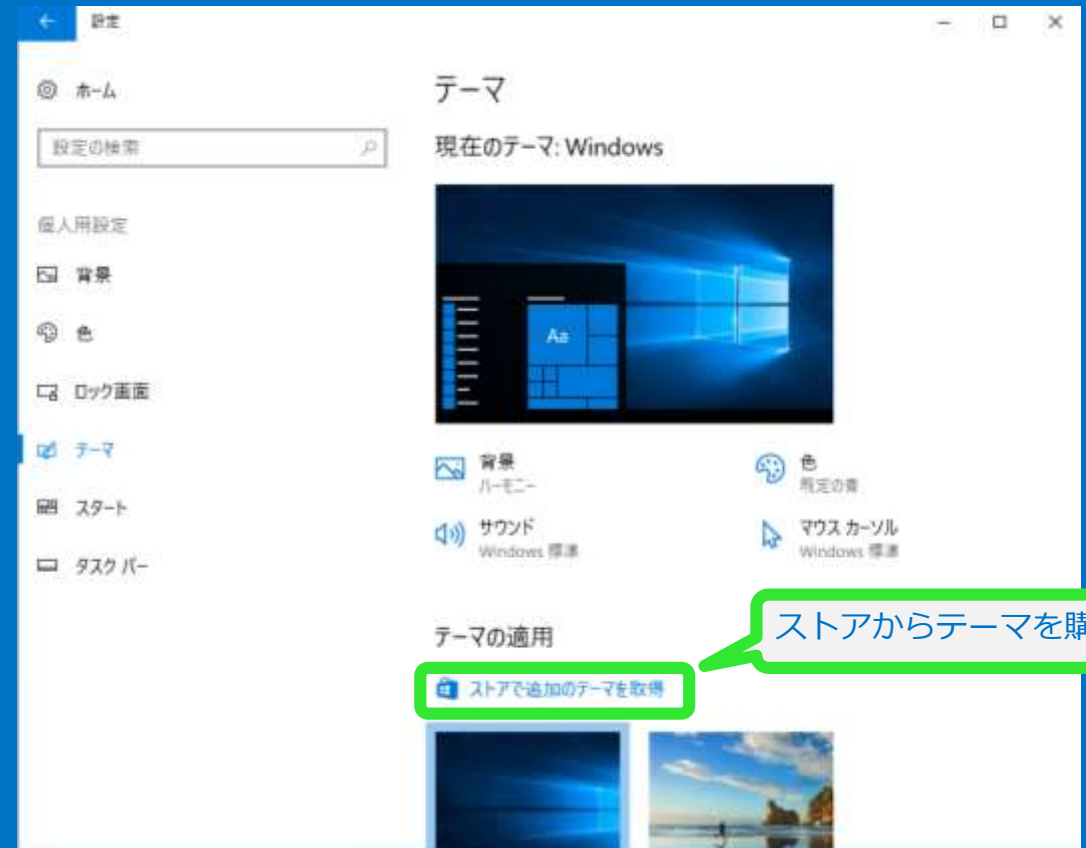 設定
ホーム
設定の検索
個人用設定
背景
色
ロック画面
テーマ
スタート
タスク バー
テーマ
現在のテーマ: Windows
Aa
背景
ハーモニー
色
既定の青
サウンド
Windows 標準
マウス カーソル
Windows 標準
テーマの適用
ストアからテーマを購
ストアで追加のテーマを取得